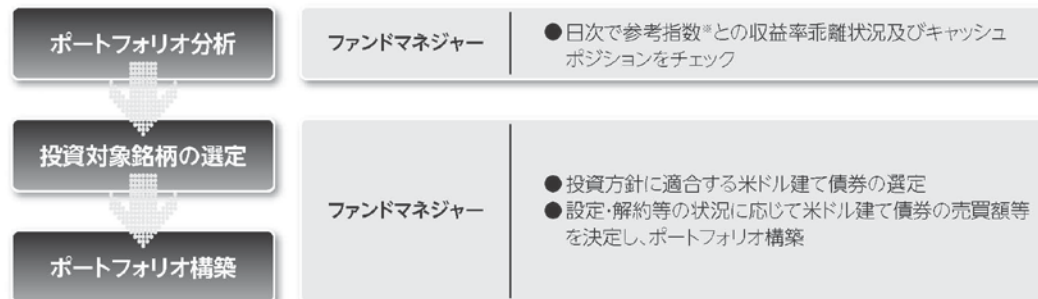 ポートフォリオ分析
ファンドマネジャー
●日次で参考指数※との収益率乖離状況及びキャッシュ
ポジションをチェック
投資対象銘柄の選定
ポートフォリオ構築
ファンドマネジャー
●投資方針に適合する米ドル建て債券の選定
●設定・解約等の状況に応じて米ドル建て債券の売買額等
を決定し、ポートフォリオ構築